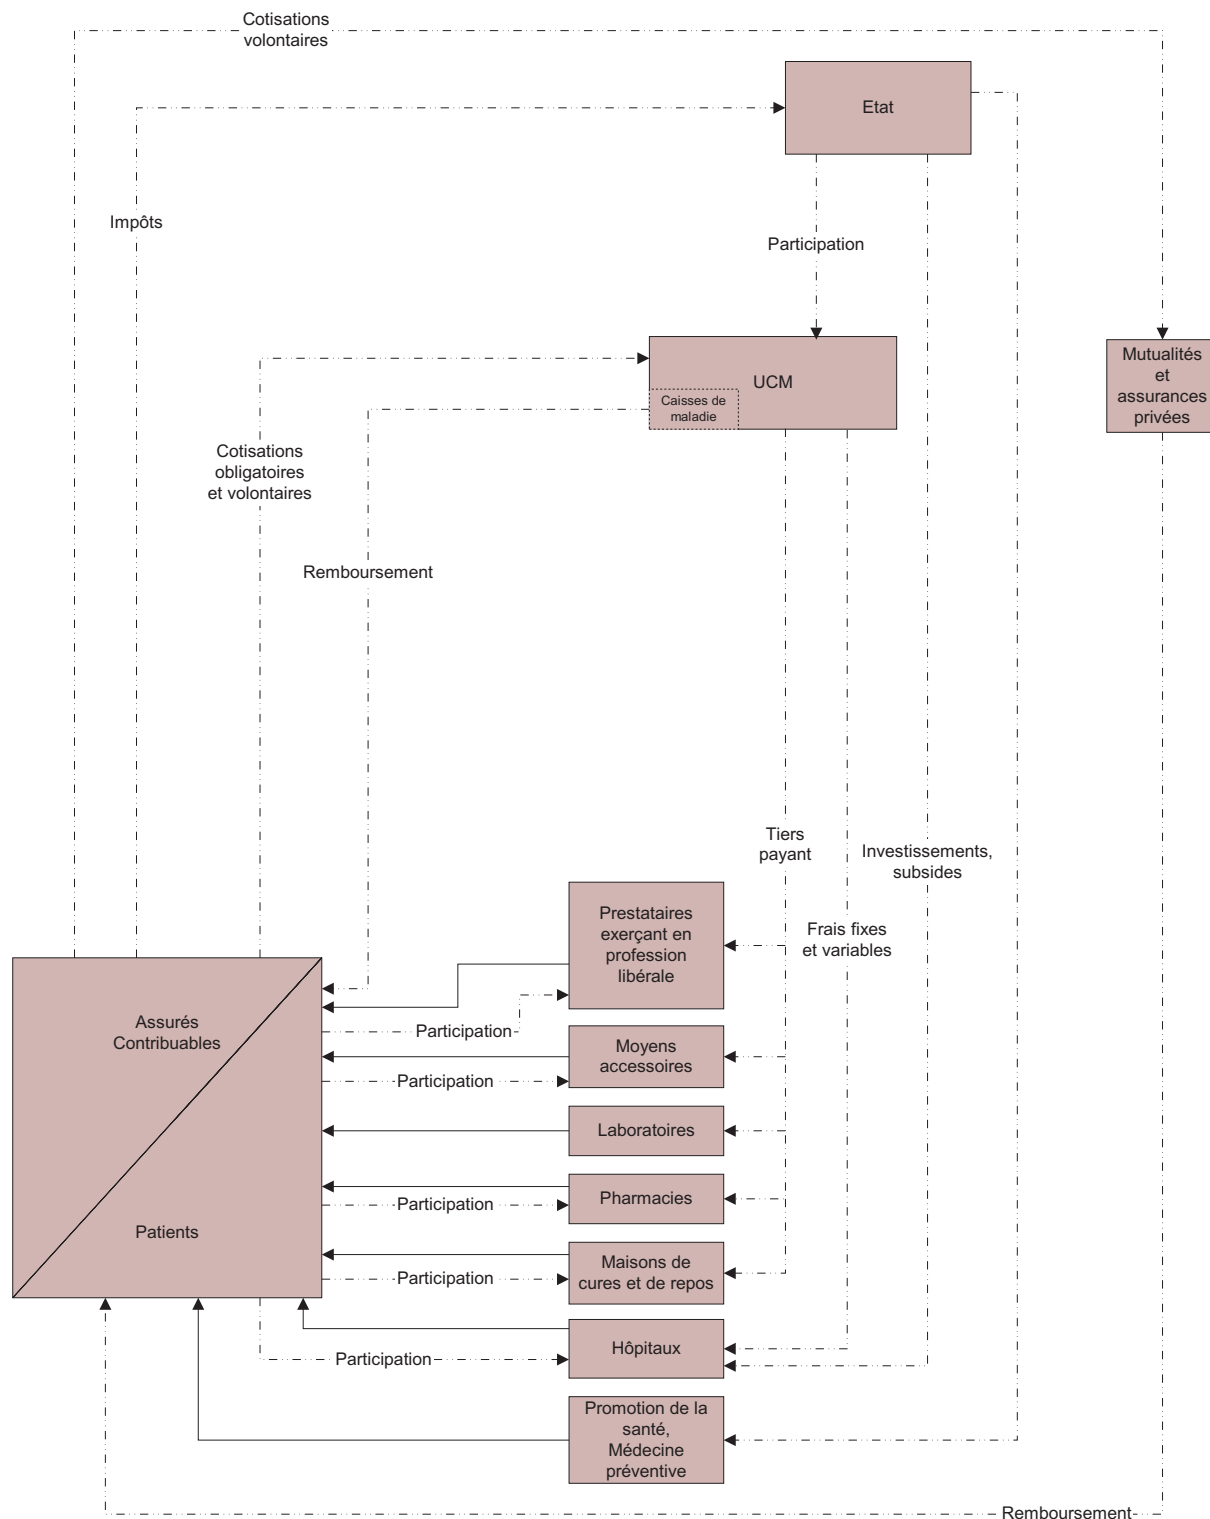 Cotisations
volontaires
Etat
Impôts
Participation
UCM
Caisses de
maladie
Mutualités
et
assurances
privées
Cotisations
obligatoires
et volontaires
Remboursement
Tiers
payant
Investissements,
subsides
Frais fixes
et variables
Prestataires
exerçant en
profession
libérale
Assurés
Contribuables
Participation
Moyens
accessoires
Participation
Laboratoires
Pharmacies
Participation
Patients
Maisons de
cures et de repos
Participation
Hôpitaux
Participation
Promotion de la
santé,
Médecine
préventive
Remboursement